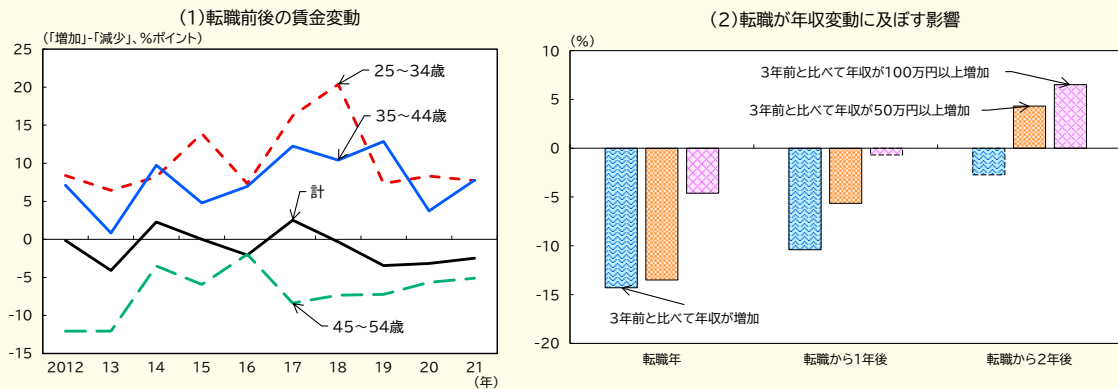 (1)転職前後の賃金変動
(「増加」-「減少」、%ポイント)
25
20
15
10
5
0
-5
-10
-15
25～34歳
35～44歳
計
45～54歳
2012 13 14 15 16 17 18 19 20 21
(年)
(2)転職が年収変動に及ぼす影響
(%)
10
5
0
-5
-10
-15
-20
3年前と比べて年収が100万円以上増加
3年前と比べて年収が50万円以上増加
3年前と比べて年収が増加
転職年 転職から1年後 転職から2年後